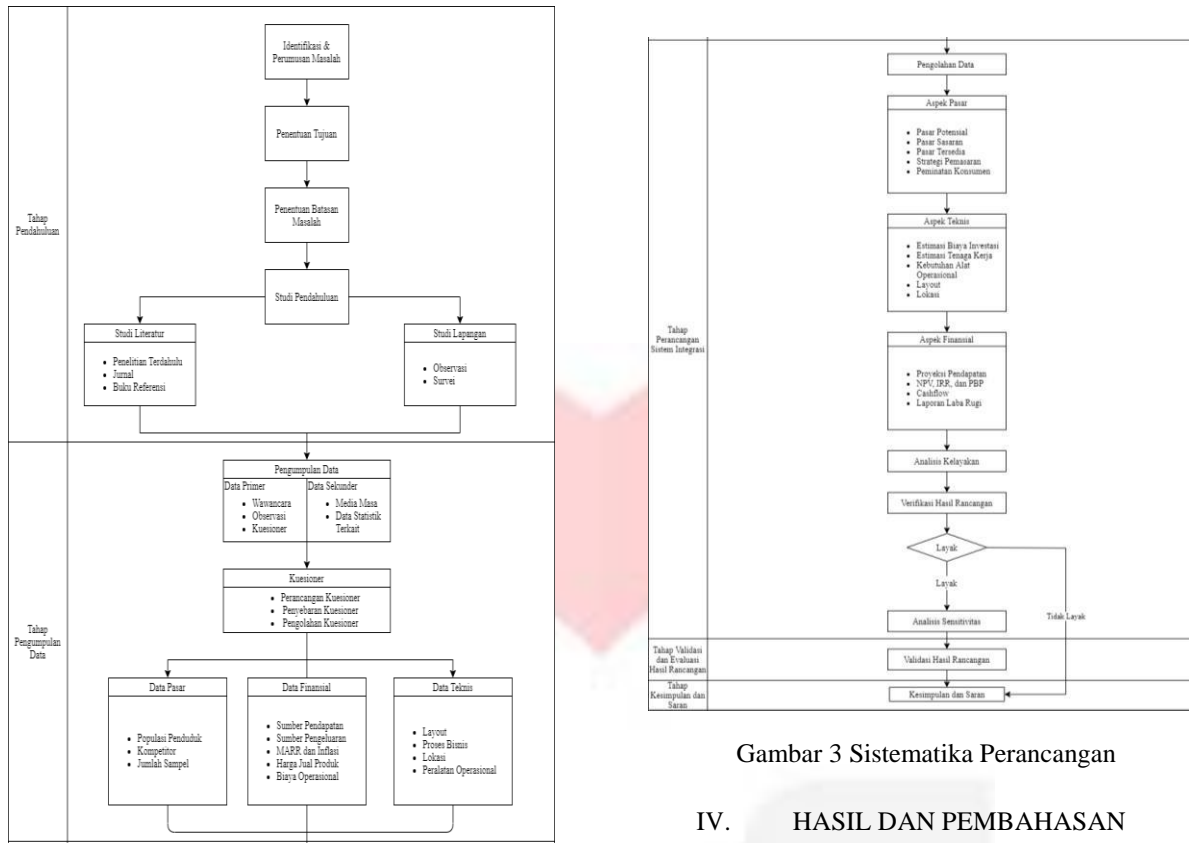 Tahap
Pendahuluan
Identifikasi &
Perumusan Masalah
Penentuan Tujuan
Penentuan Batasan
Masalah
Studi Pendahuluan
Studi Literatur
• Penelitian Terdahulu
• Jurnal
• Buku Referensi
Studi Lapangan
• Observasi
• Survei
Tahap
Pengumpulan
Data
Pengumpulan Data
Data Primer
• Wawancara
• Observasi
• Kuesioner
Data Sekunder
• Media Masa
• Data Statistik
Terkait
Kuesioner
• Perancangan Kuesioner
• Penyebaran Kuesioner
• Pengolahan Kuesioner
Data Pasar
• Populasi Penduduk
• Kompetitor
• Jumlah Sampel
Data Finansial
• Sumber Pendapatan
• Sumber Pengeluaran
• MARR dan Inflasi
• Harga Jual Produk
• Biaya Operasional
Data Teknis
• Layout
• Proses Bisnis
• Lokasi
• Peralatan Operasional
Tahap
Perancangan
Sistem Integrasi
Pengolahan Data
Aspek Pasar
• Pasar Potensial
• Pasar Sasaran
• Pasar Tersedia
• Strategi Pemasaran
• Peminatan Konsumen
Aspek Teknis
• Estimasi Biaya Investasi
• Estimasi Tenaga Kerja
• Kebutuhan Alat
Operasional
• Layout
• Lokasi
Aspek Finansial
• Proyeksi Pendapatan
• NPV, IRR, dan PBP
• Cashflow
• Laporan Laba Rugi
Analisis Kelayakan
Verifikasi Hasil Rancangan
Layak
Layak
Tidak Layak
Analisis Sensitivitas
Tahap Validasi
dan Evaluasi
Hasil Rancangan
Validasi Hasil Rancangan
Tahap
Kesimpulan dan
Saran
Kesimpulan dan Saran
Gambar 3 Sistematika Perancangan
IV. HASIL DAN PEMBAHASAN